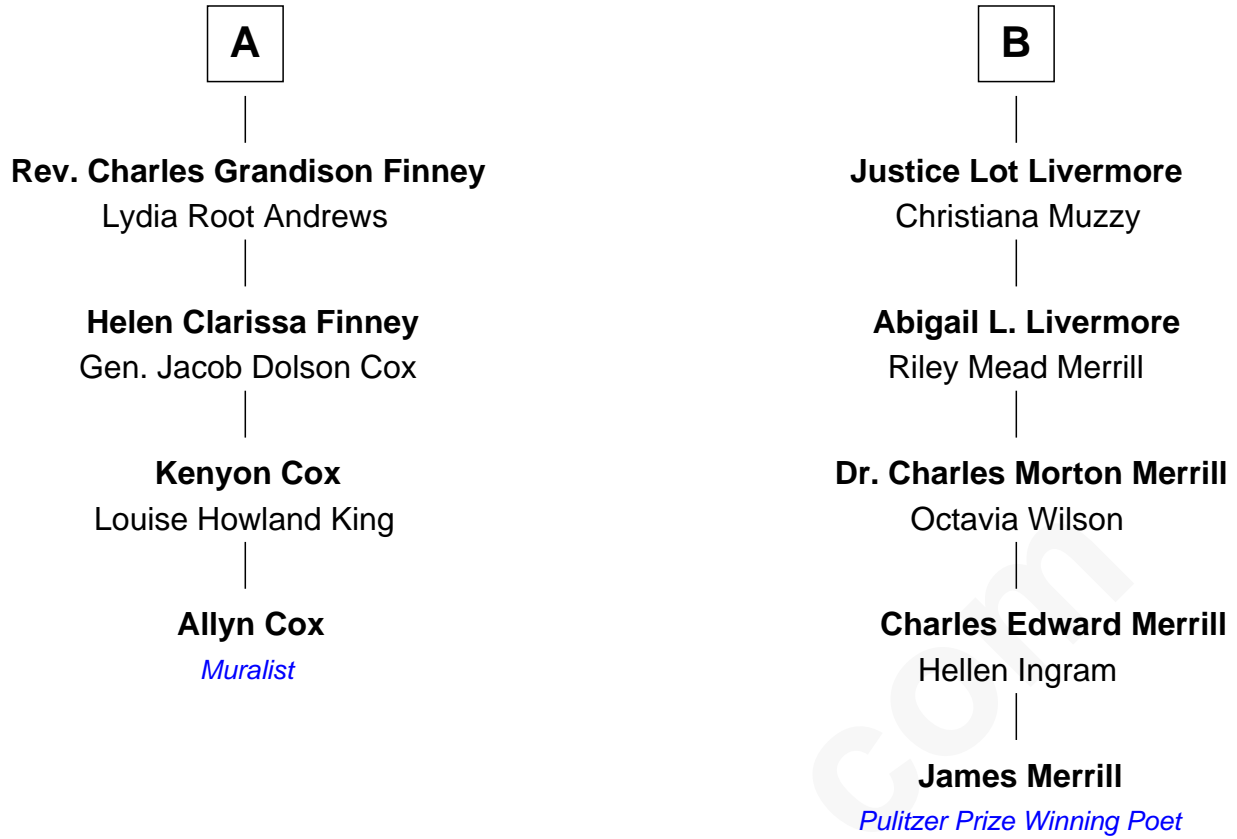 A
Rev. Charles Grandison Finney
Lydia Root Andrews
Helen Clarissa Finney
Gen. Jacob Dolson Cox
Kenyon Cox
Louise Howland King
Allyn Cox
Muralist
B
Justice Lot Livermore
Christiana Muzzy
Abigail L. Livermore
Riley Mead Merrill
Dr. Charles Morton Merrill
Octavia Wilson
Charles Edward Merrill
Hellen Ingram
James Merrill
Pulitzer Prize Winning Poet
com